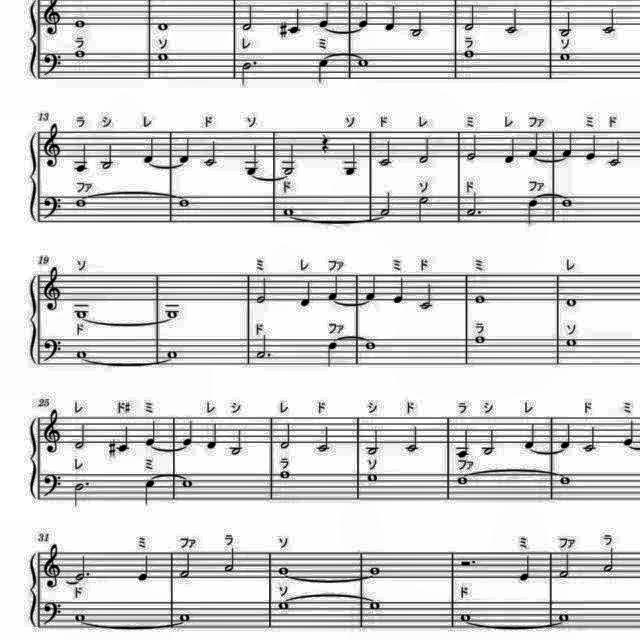 ラ ソ レ ミ ラ ソ
13 ラ シ レ ド ソ ソ ド レ ミ レ ファ ミ ド
ファ ド ソ ド ファ
19 ソ ミ レ ファ ミ ド ミ レ
ド ド ファ ラ ソ
25 レ ド# ミ レ シ レ ド シ ド ラ シ レ ド ミ
レ ミ ラ ソ ファ
31 ミ ファ ラ ソ ミ ファ ラ
ド ソ ド